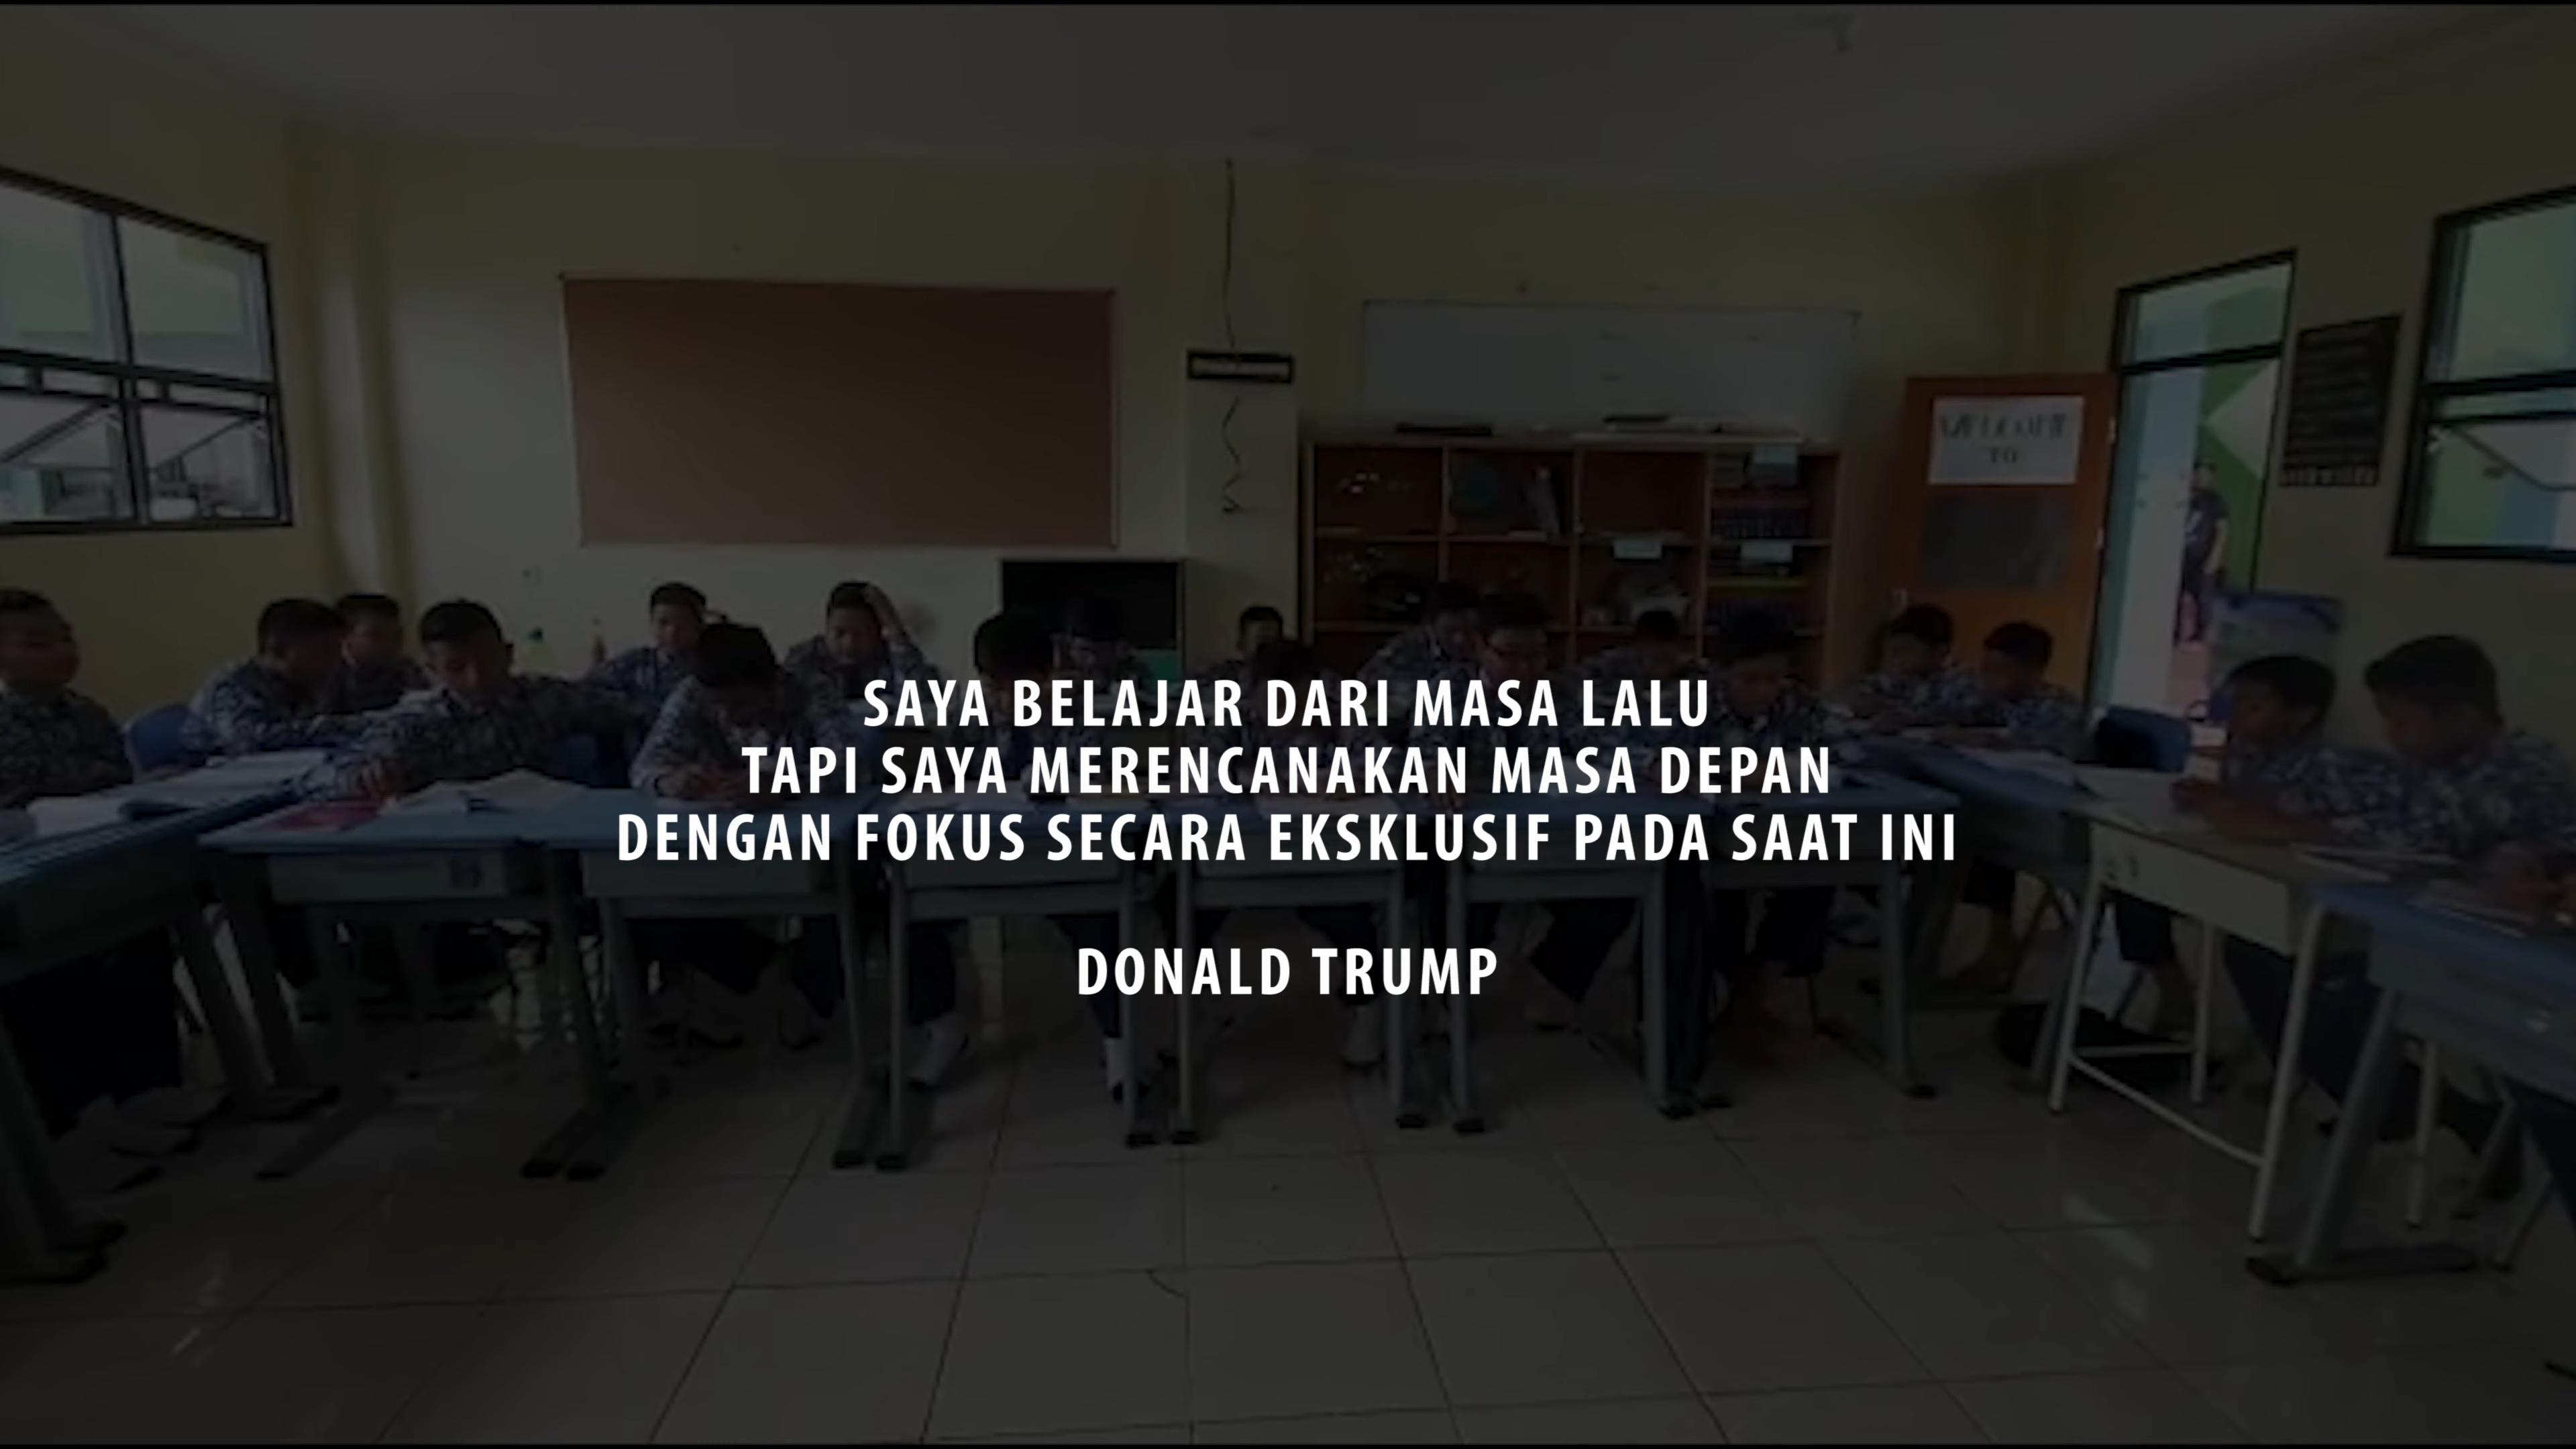 SAYA BELAJAR DARI MASA LALU
TAPI SAYA MERENCANAKAN MASA DEPAN
DENGAN FOKUS SECARA EKSKLUSIF PADA SAAT INI
DONALD TRUMP
TO